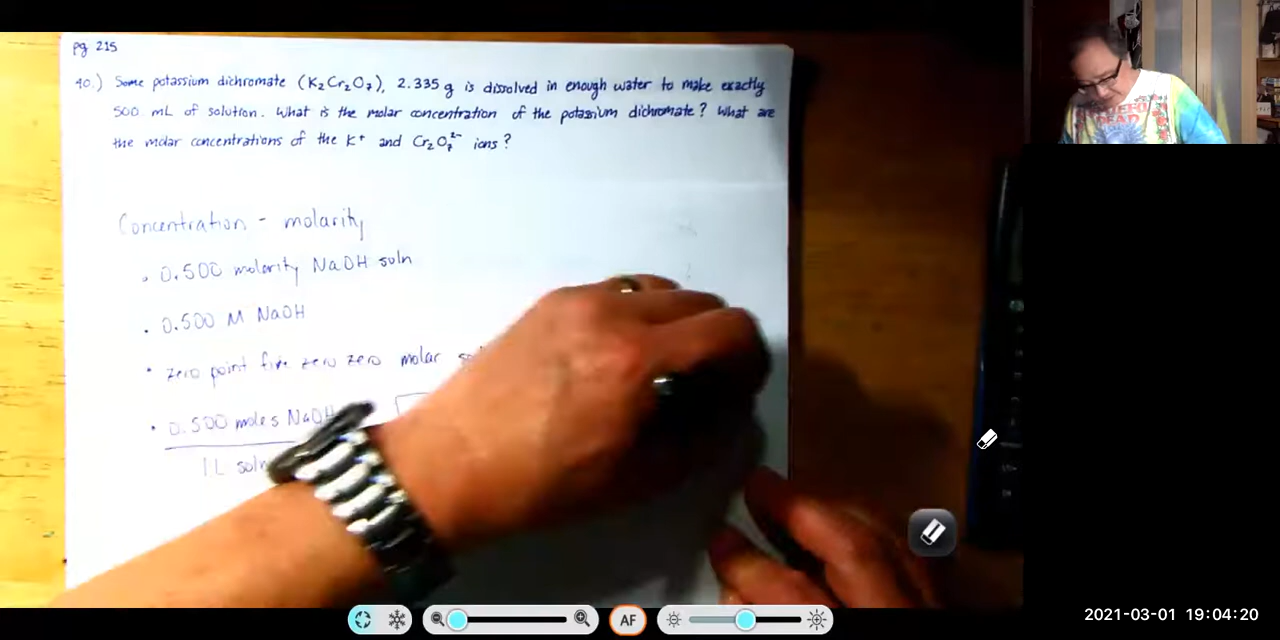 pg 215
40.) Some potassium dichromate (K₂Cr₂O₇), 2.335 g is dissolved in enough water to make exactly
500 mL of solution. What is the molar concentration of the potassium dichromate? What are
the molar concentrations of the K⁺ and Cr₂O₇²⁻ ions?
Concentration - molarity
• 0.500 molarity NaOH soln
• 0.500 M NaOH
• zero point five zero zero molar
• 0.500 moles NaOH
1L soln
AF
2021-03-01 19:04:20